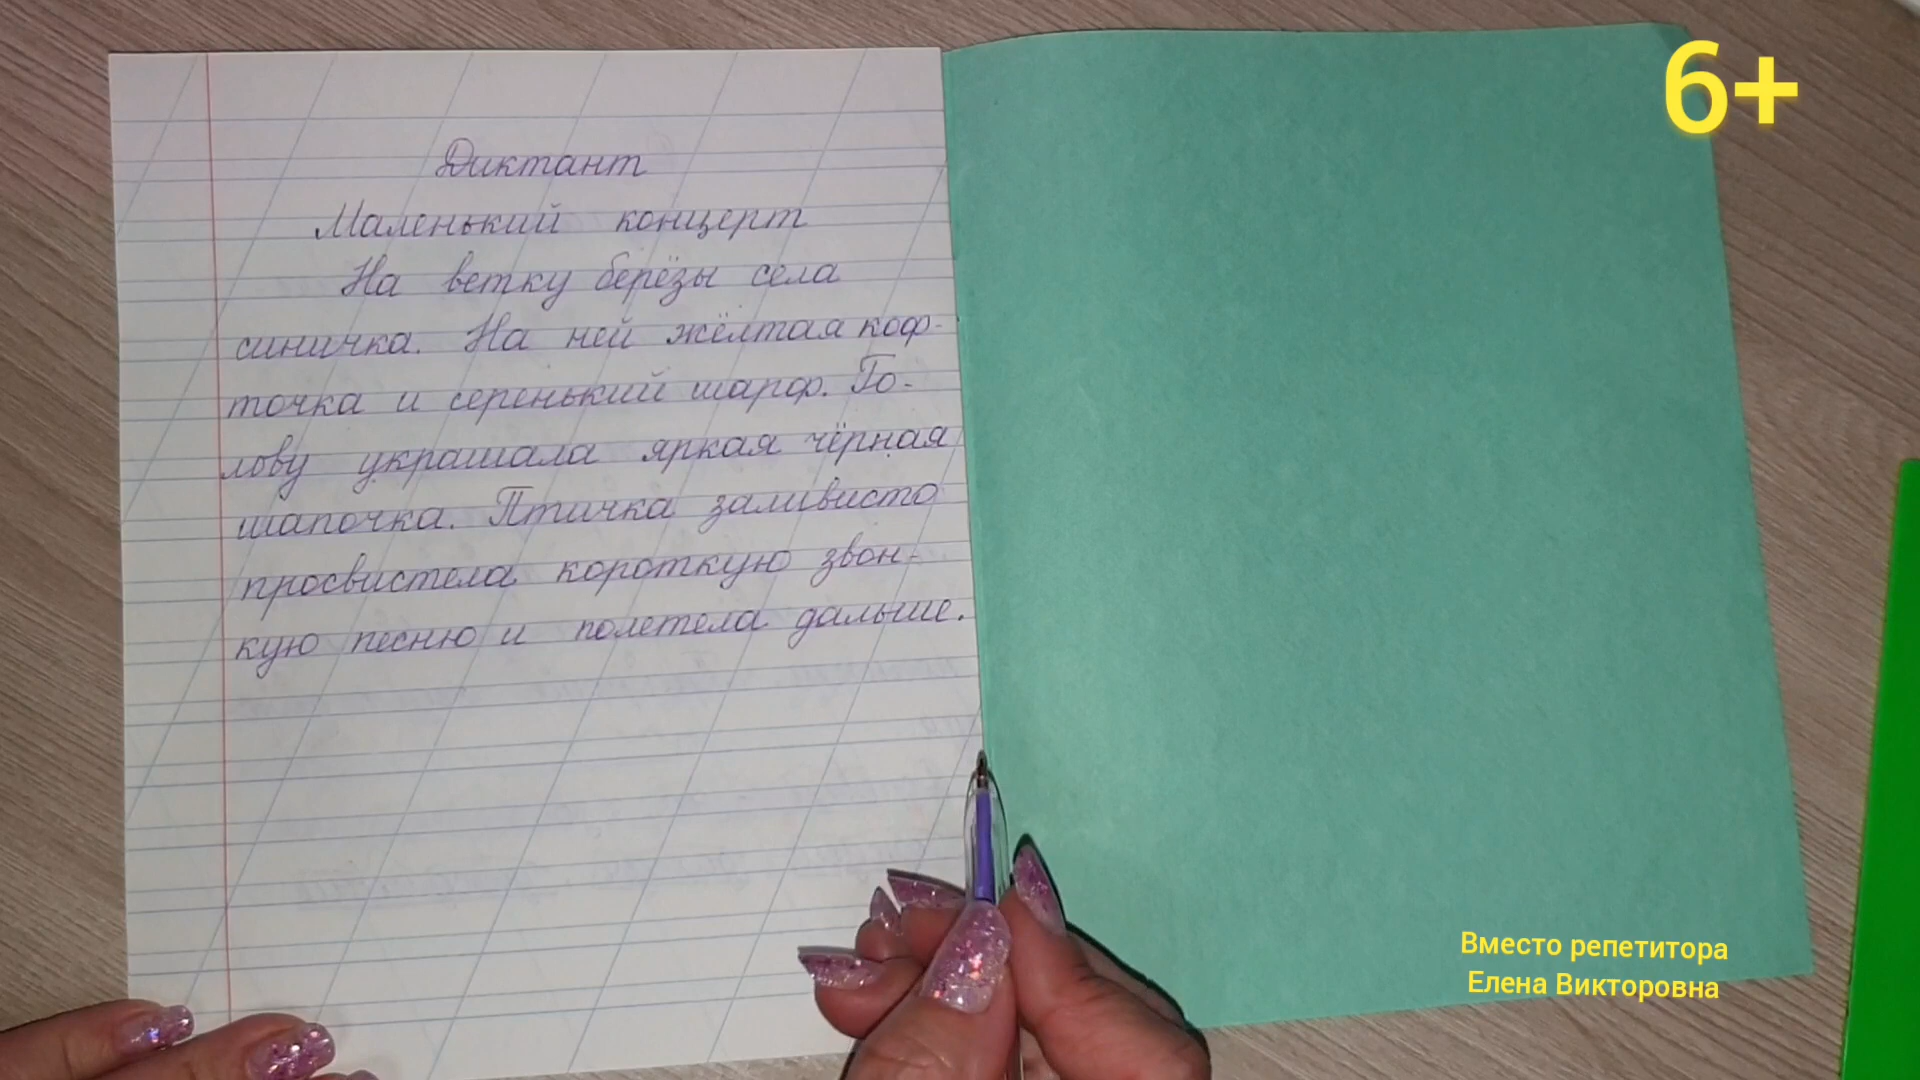 6+
Диктант
Маленький концерт
На ветку берёзы села
синичка. На ней жёлтая коф-
точка и серенький шарф. Го-
лову украшала яркая чёрная
шапочка. Птичка заливисто
просвистела короткую звон-
кую песню и полетела дальше.
Вместо репетитора
Елена Викторовна